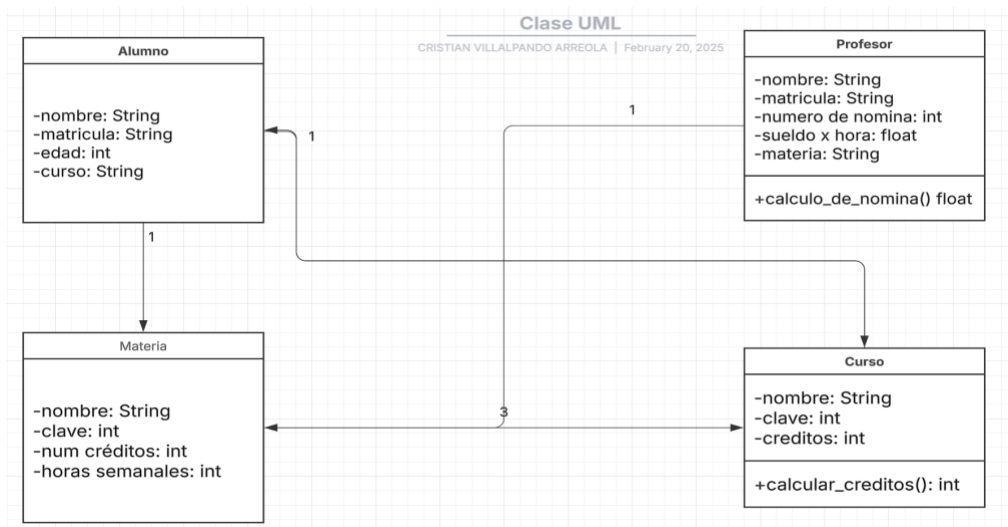 Clase UML
CRISTIAN VILLALPANDO ARREOLA | February 20, 2025
Alumno
-nombre: String
-matricula: String
-edad: int
-curso: String
1
1
1
Profesor
-nombre: String
-matricula: String
-numero de nomina: int
-sueldo x hora: float
-materia: String
+calculo_de_nomina() float
Materia
-nombre: String
-clave: int
-num créditos: int
-horas semanales: int
3
Curso
-nombre: String
-clave: int
-creditos: int
+calcular_creditos(): int